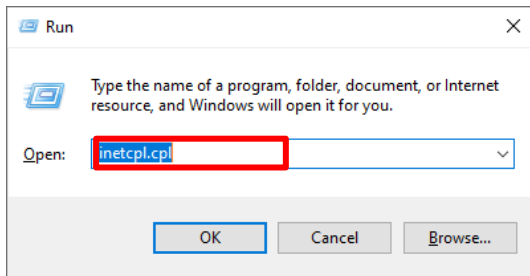 Run
Type the name of a program, folder, document, or Internet
resource, and Windows will open it for you.
Open: inetcpl.cpl
OK Cancel Browse...